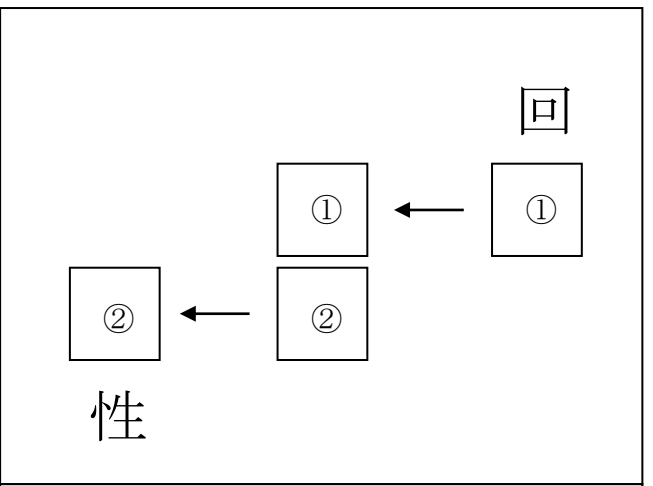 回
① ← ①
② ← ②
性